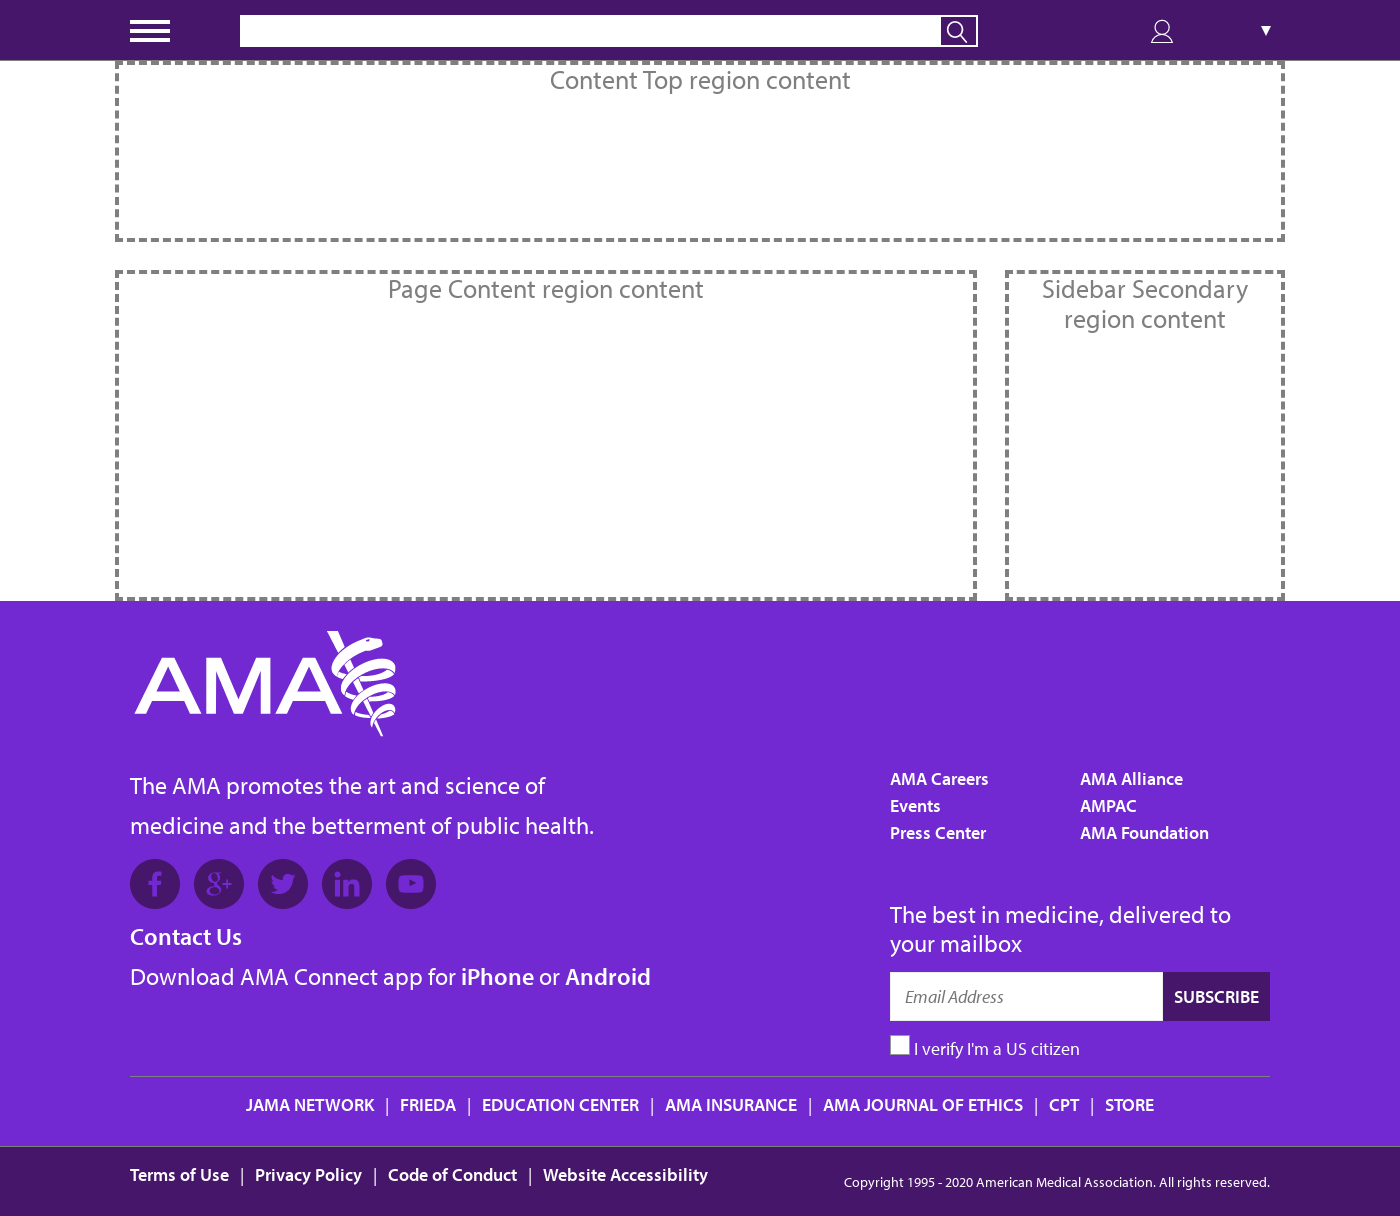 Content Top region content
Page Content region content
Sidebar Secondary
region content
AMA
The AMA promotes the art and science of
medicine and the betterment of public health.
Contact Us
Download AMA Connect app for iPhone or Android
AMA Careers
Events
Press Center
AMA Alliance
AMPAC
AMA Foundation
The best in medicine, delivered to
your mailbox
Email Address
SUBSCRIBE
I verify I'm a US citizen
JAMA NETWORK | FRIEDA | EDUCATION CENTER | AMA INSURANCE | AMA JOURNAL OF ETHICS | CPT | STORE
Terms of Use | Privacy Policy | Code of Conduct | Website Accessibility
Copyright 1995 - 2020 American Medical Association. All rights reserved.